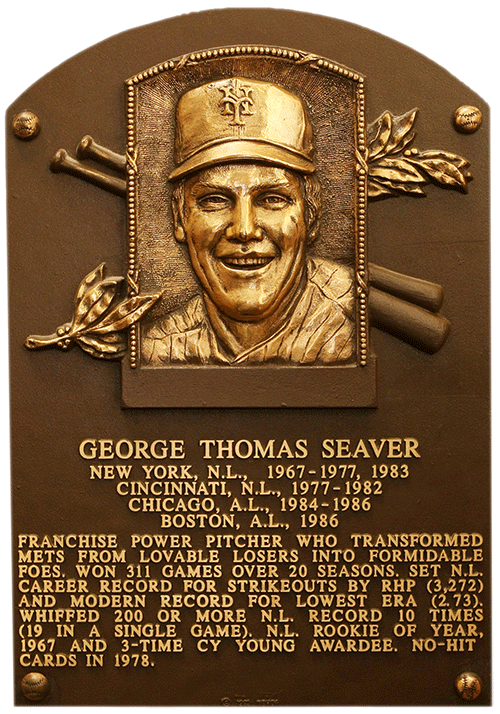 NY
GEORGE THOMAS SEAVER
NEW YORK, N.L., 1967-1977, 1983
CINCINNATI, N.L., 1977-1982
CHICAGO, A.L., 1984-1986
BOSTON, A.L., 1986
FRANCHISE POWER PITCHER WHO TRANSFORMED
METS FROM LOVABLE LOSERS INTO FORMIDABLE
FOES. WON 311 GAMES OVER 20 SEASONS. SET N.L.
CAREER RECORD FOR STRIKEOUTS BY RHP (3,272)
AND MODERN RECORD FOR LOWEST ERA (2.73).
WHIFFED 200 OR MORE N.L. RECORD 10 TIMES
(19 IN A SINGLE GAME). N.L. ROOKIE OF YEAR,
1967 AND 3-TIME CY YOUNG AWARDEE. NO-HIT
CARDS IN 1978.